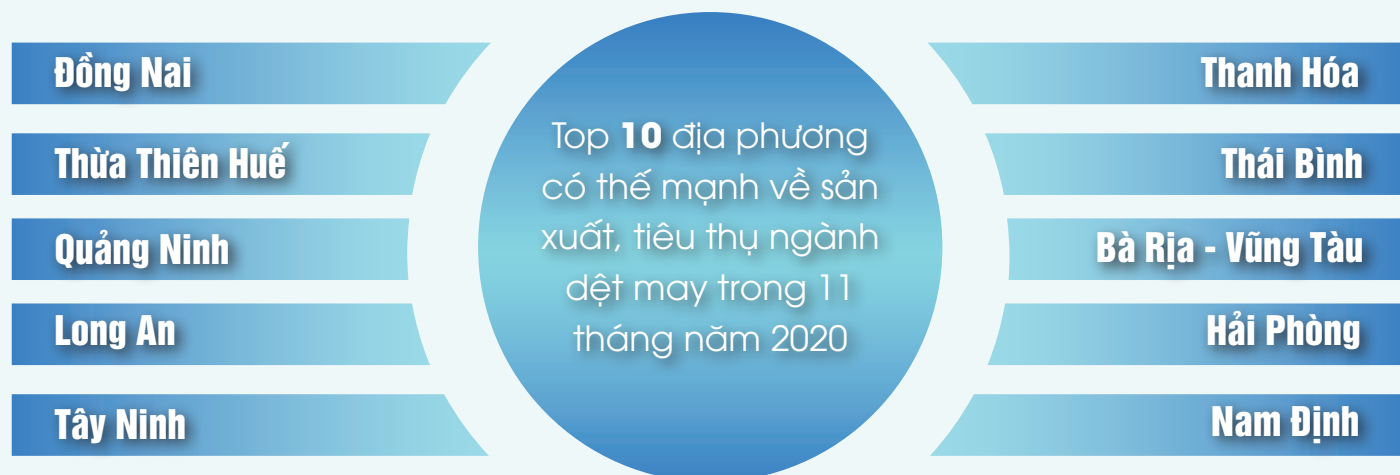 Đồng Nai
Thừa Thiên Huế
Quảng Ninh
Long An
Tây Ninh
Top 10 địa phương
có thế mạnh về sản
xuất, tiêu thụ ngành
dệt may trong 11
tháng năm 2020
Thanh Hóa
Thái Bình
Bà Rịa - Vũng Tàu
Hải Phòng
Nam Định